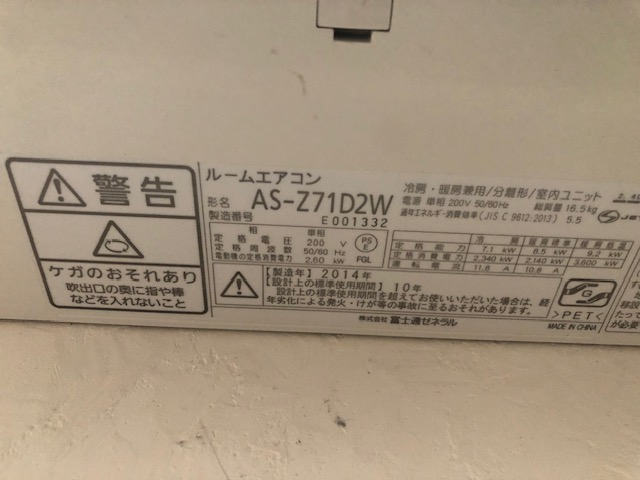 警告
ケガのおそれあり
吹出口の奥に指や棒
などを入れないこと
ルームエアコン
形名 AS-Z71D2W
製造番号 E001332
相 単相
定格電圧 200 V
定格周波数 50/60 Hz
電動機の定格消費電力 2.60 kW
PS
E
FGL
冷房・暖房兼用/分離形/室内ユニット
電源 単相 200V 50/60Hz 総質量 16.5kg
通年エネルギー消費効率(JIS C 9612:2013) 5.5
冷房 暖房標準 暖房低温
定格能力 7.1 kW 8.5 kW 9.2 kW
定格消費電力 2,340 kW 2,140 kW 3,600 kW
運転電流 11.8 A 10.8 A
【製造年】2014年
【設計上の標準使用期間】10年
設計上の標準使用期間を超えてお使いいただいた場合は、経
年劣化による発火・けが等の事故に至るおそれがあります。
株式会社 富士通ゼネラル
>PET<
MADE IN CHINA
JET